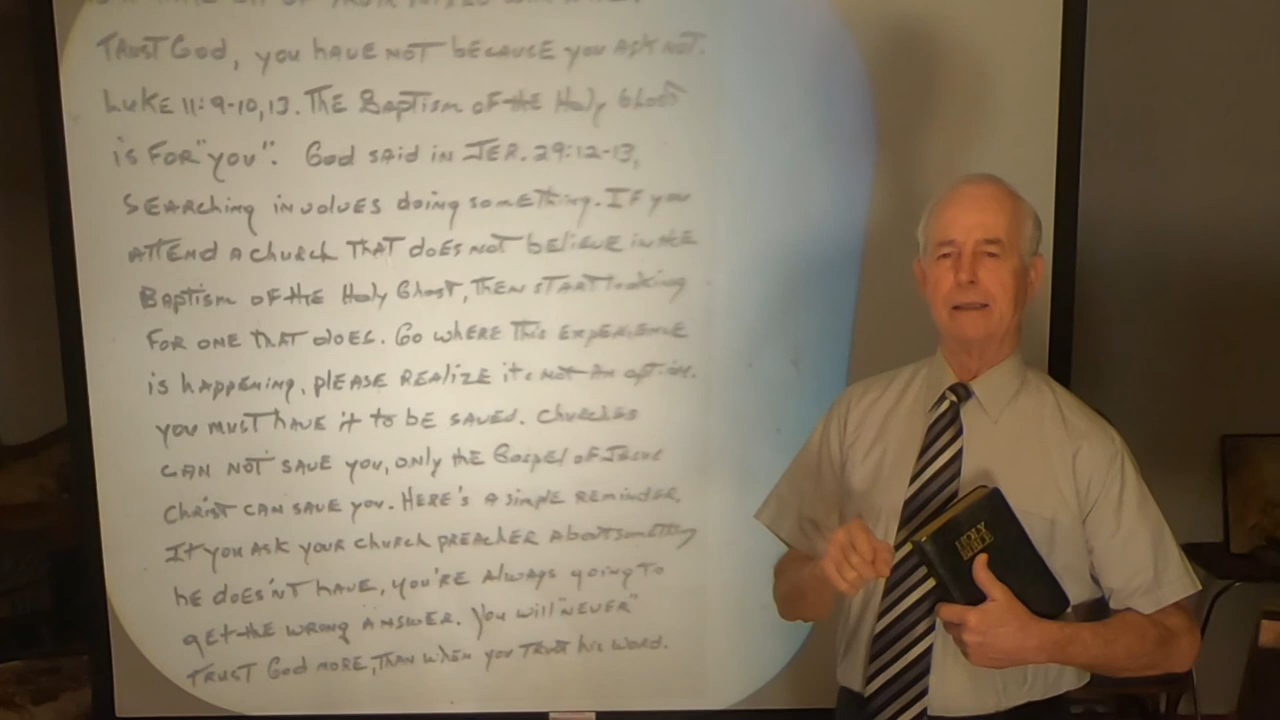 TRUST God, you HAVE NOT because you ASK NOT.
LUKE 11:9-10,13. THE Baptism OF the Holy Ghost
is FOR "you". God said in JER. 29:12-13,
SEARching involves doing something. IF you
ATTEND A church THAT does NOT believe in the
Baptism OF the Holy Ghost, THEN START looking
FOR ONE THAT DOES. Go WHERE This EXPERIENCE
is happening, plEASE REALIZE it's NOT AN option.
you MUST HAVE it to BE SAVED. Churches
CAN NOT SAVE you, only the Gospel of Jesus
Christ CAN SAVE you. HERE'S A simple REMINDER,
If you ASK your church PREACHER About something
he does'NT HAVE, you'RE Always going to
get the WRONG ANSWER. You will "NEVER"
TRUST God MORE, THAN WHEN you TRUST his word.
HOLY
BIBLE